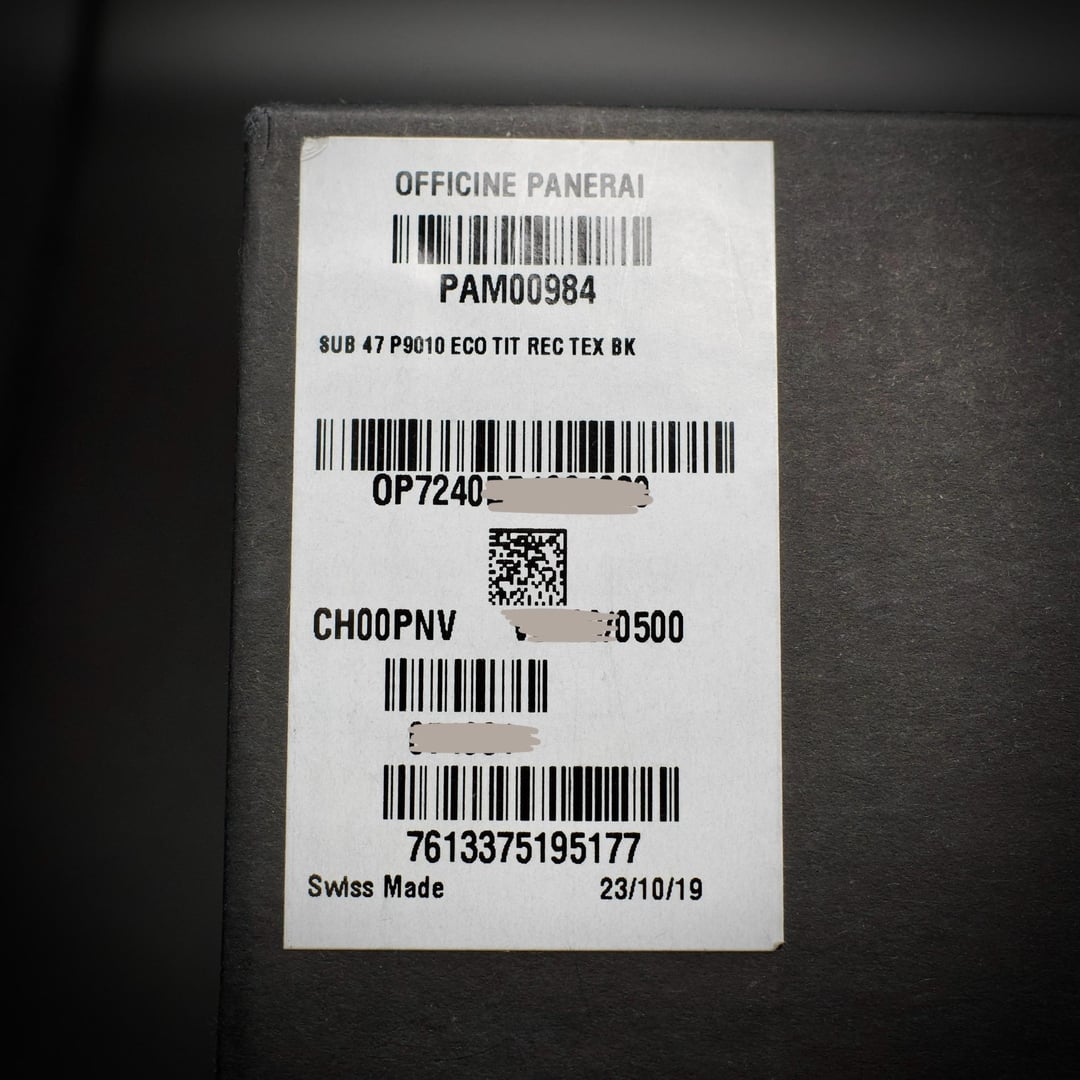 OFFICINE PANERAI
PAM00984
SUB 47 P9010 ECO TIT REC TEX BK
OP7240
CH00PNV 0500
7613375195177
Swiss Made 23/10/19